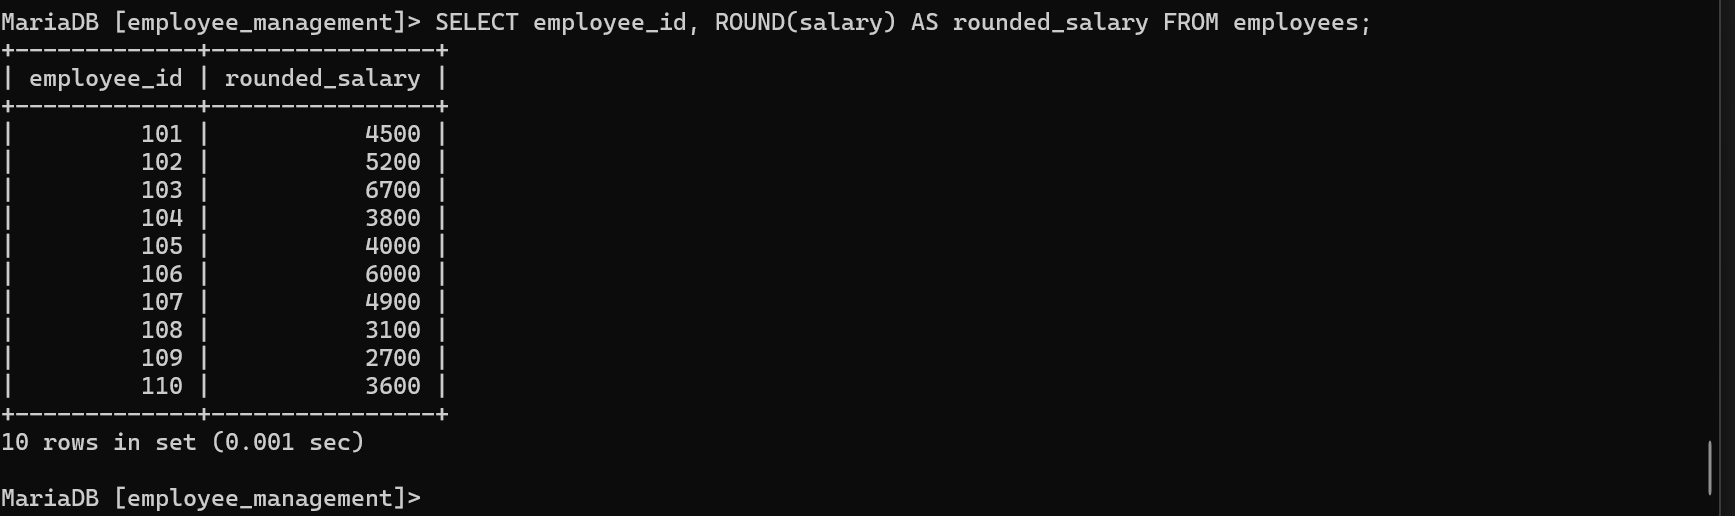 MariaDB [employee_management]> SELECT employee_id, ROUND(salary) AS rounded_salary FROM employees;
+-------------+----------------+
| employee_id | rounded_salary |
+-------------+----------------+
|         101 |           4500 |
|         102 |           5200 |
|         103 |           6700 |
|         104 |           3800 |
|         105 |           4000 |
|         106 |           6000 |
|         107 |           4900 |
|         108 |           3100 |
|         109 |           2700 |
|         110 |           3600 |
+-------------+----------------+
10 rows in set (0.001 sec)
MariaDB [employee_management]>